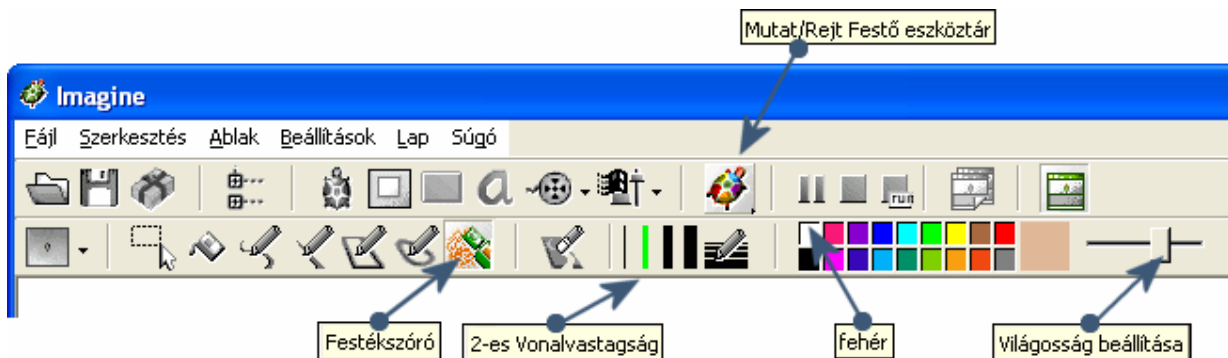 Mutat/Rejt Festő eszköztár
Imagine
Fájl Szerkesztés Ablak Beállítások Lap Súgó
run
Festékszóró
2-es Vonalvastagság
fehér
Világosság beállítása